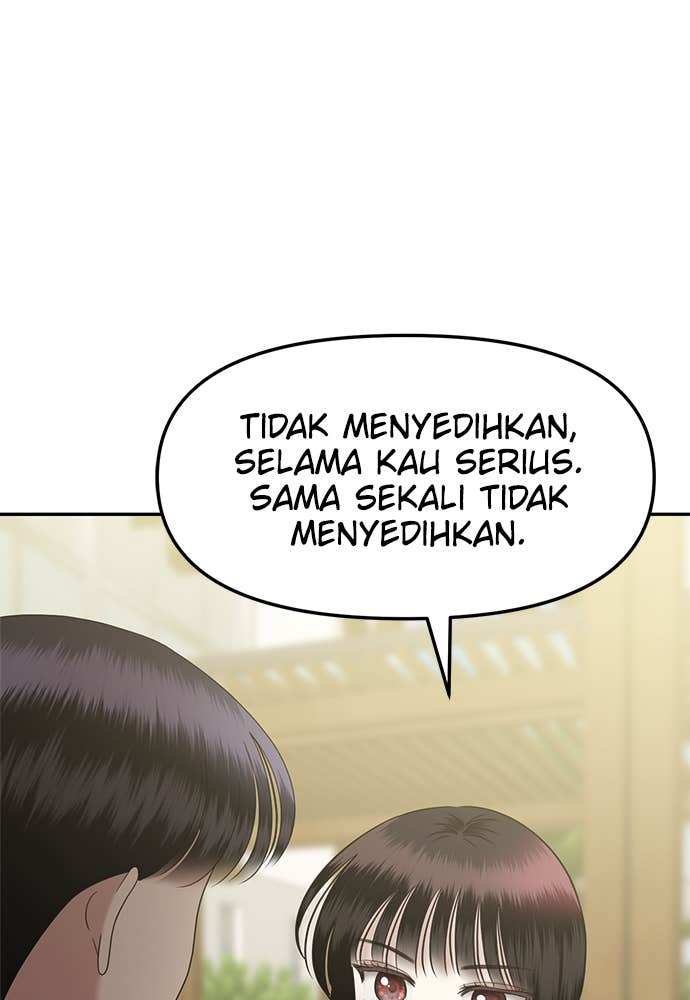 TIDAK MENYEDIHKAN,
SELAMA KAU SERIUS.
SAMA SEKALI TIDAK
MENYEDIHKAN.